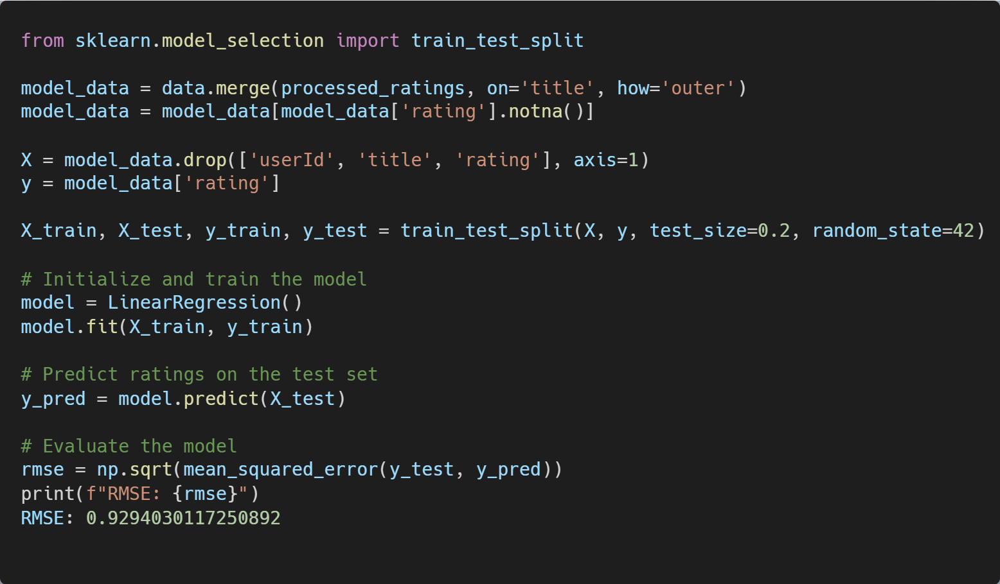 from sklearn.model_selection import train_test_split
model_data = data.merge(processed_ratings, on='title', how='outer')
model_data = model_data[model_data['rating'].notna()]
X = model_data.drop(['userId', 'title', 'rating'], axis=1)
y = model_data['rating']
X_train, X_test, y_train, y_test = train_test_split(X, y, test_size=0.2, random_state=42)
# Initialize and train the model
model = LinearRegression()
model.fit(X_train, y_train)
# Predict ratings on the test set
y_pred = model.predict(X_test)
# Evaluate the model
rmse = np.sqrt(mean_squared_error(y_test, y_pred))
print(f"RMSE: {rmse}")
RMSE: 0.9294030117250892